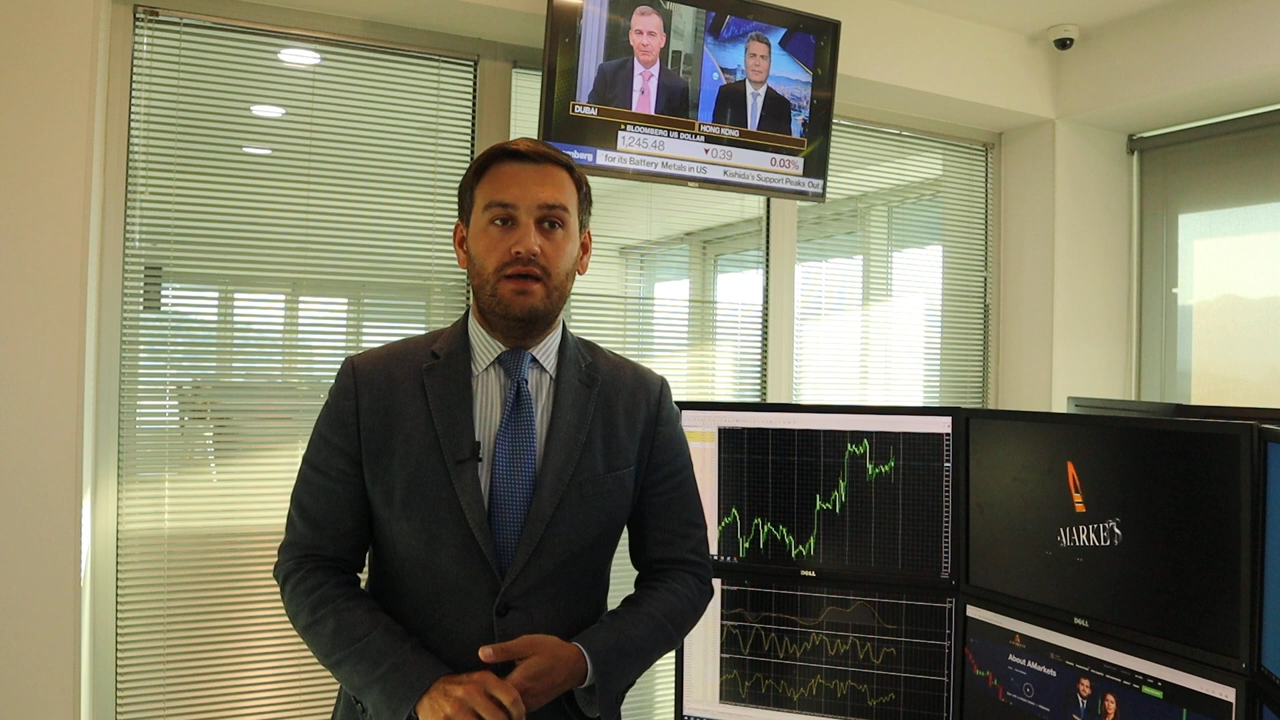 DUBAI
HONG KONG
BLOOMBERG US DOLLAR
1,245.48
0.39
0.03%
for its Battery Metals in US
Kishida's Support Peaks Out
DELL
MARKETS
DELL
About AMarkets